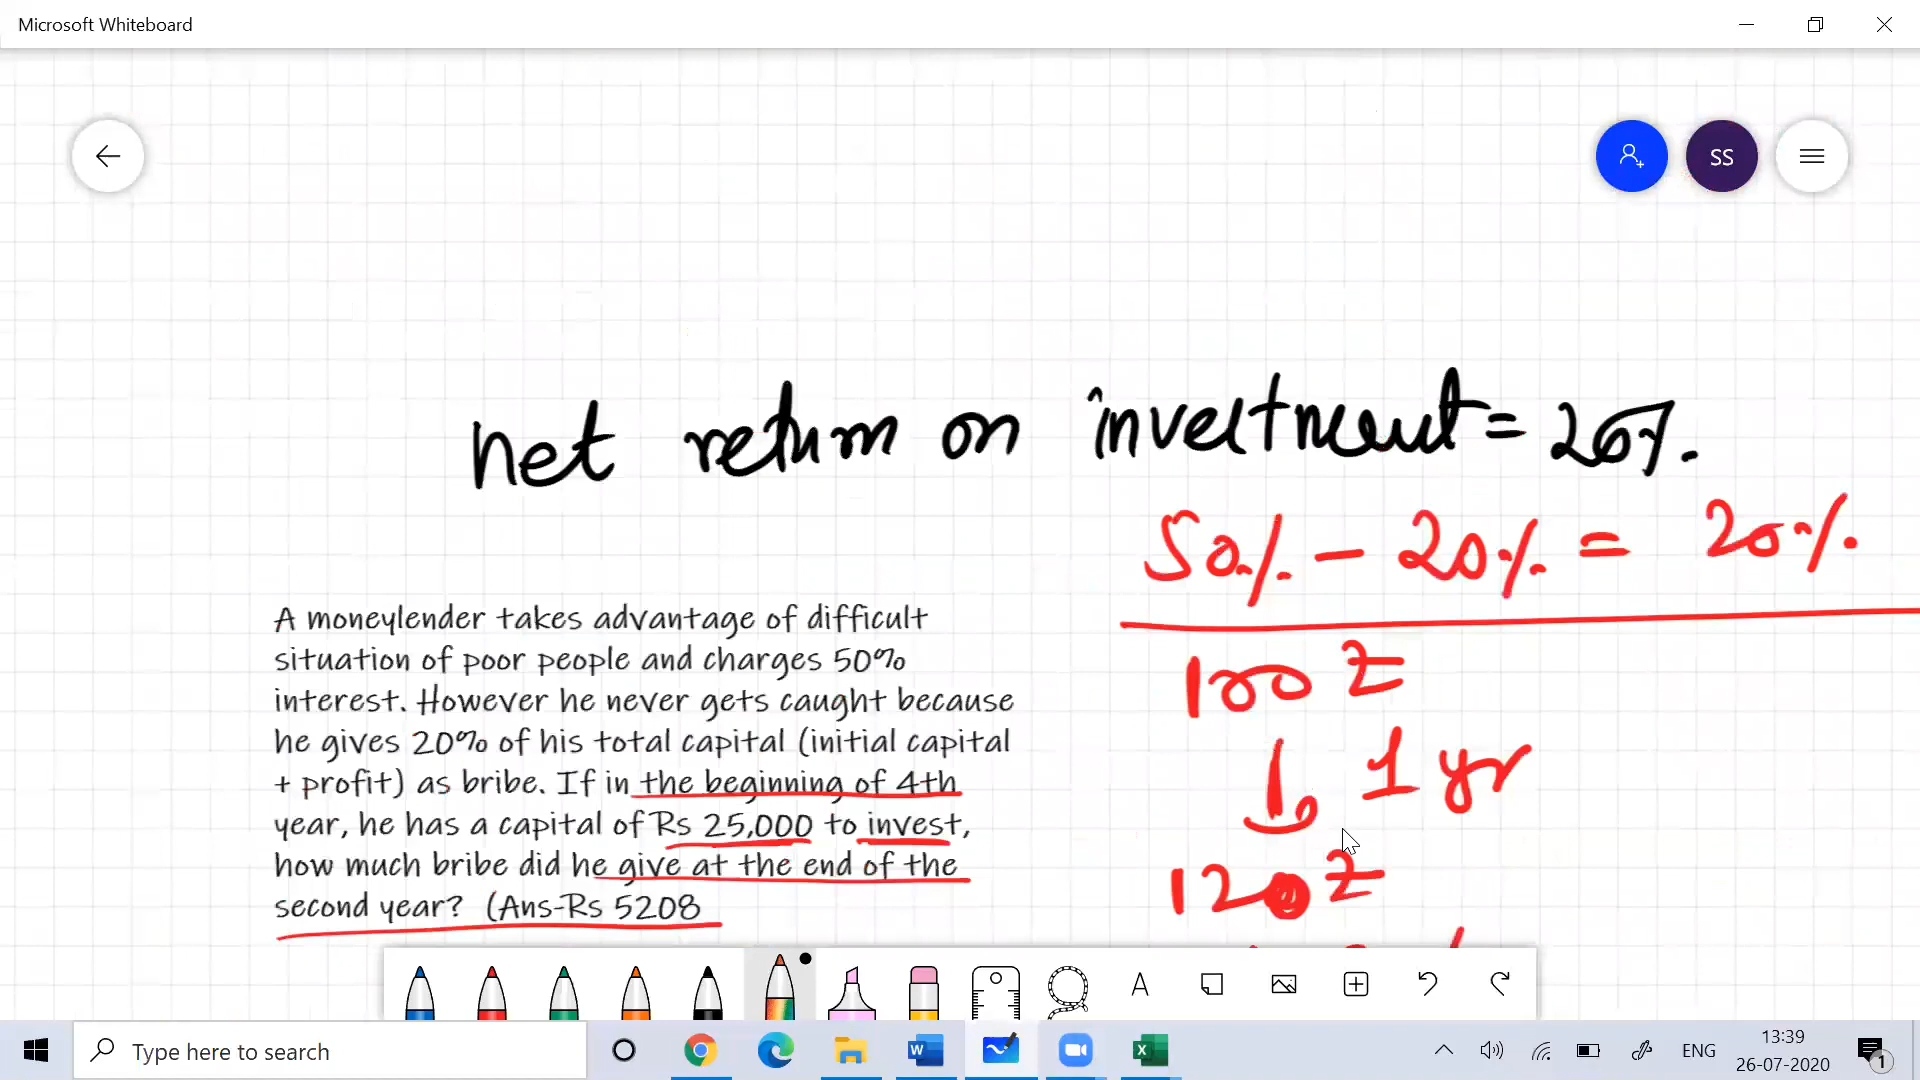 Microsoft Whiteboard
SS
net return on investment = 20%.
50% - 20% = 20%
A moneylender takes advantage of difficult
situation of poor people and charges 50%
interest. However he never gets caught because
he gives 20% of his total capital (initial capital
+ profit) as bribe. If in the beginning of 4th
year, he has a capital of Rs 25,000 to invest,
how much bribe did he give at the end of the
second year? (Ans-Rs 5208
100 z
1 yr
120 z
A
Type here to search
ENG
13:39
26-07-2020
1